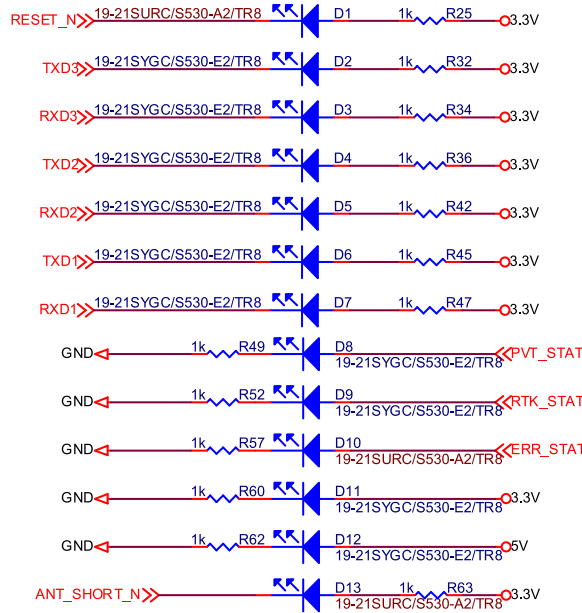 RESET_N 19-21SURC/S530-A2/TR8 D1 1k R25 3.3V
TXD3 19-21SYGC/S530-E2/TR8 D2 1k R32 3.3V
RXD3 19-21SYGC/S530-E2/TR8 D3 1k R34 3.3V
TXD2 19-21SYGC/S530-E2/TR8 D4 1k R36 3.3V
RXD2 19-21SYGC/S530-E2/TR8 D5 1k R42 3.3V
TXD1 19-21SYGC/S530-E2/TR8 D6 1k R45 3.3V
RXD1 19-21SYGC/S530-E2/TR8 D7 1k R47 3.3V
GND 1k R49 D8 PVT_STAT
19-21SYGC/S530-E2/TR8
GND 1k R52 D9 RTK_STAT
19-21SYGC/S530-E2/TR8
GND 1k R57 D10 ERR_STAT
19-21SURC/S530-A2/TR8
GND 1k R60 D11 3.3V
19-21SYGC/S530-E2/TR8
GND 1k R62 D12 5V
19-21SYGC/S530-E2/TR8
ANT_SHORT_N D13 1k R63 3.3V
19-21SURC/S530-A2/TR8